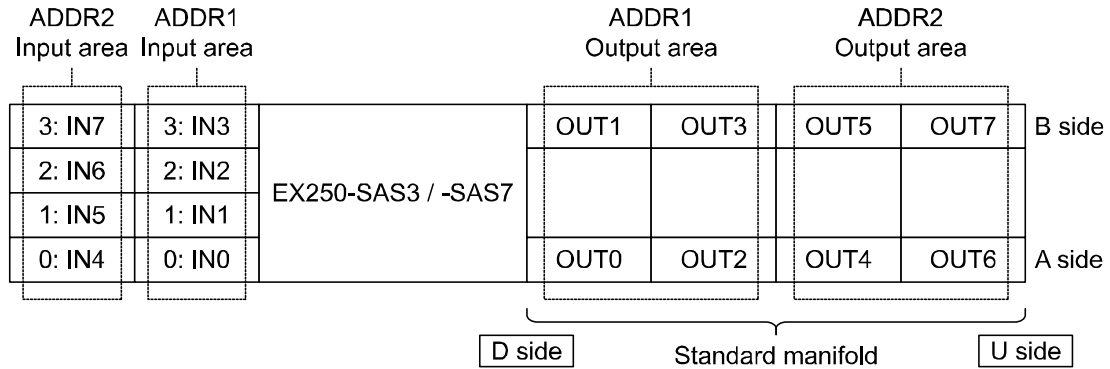 ADDR2 ADDR1 ADDR1 ADDR2
Input area Input area Output area Output area
3: IN7 3: IN3 OUT1 OUT3 OUT5 OUT7 B side
2: IN6 2: IN2
EX250-SAS3 / -SAS7
1: IN5 1: IN1
0: IN4 0: IN0 OUT0 OUT2 OUT4 OUT6 A side
D side Standard manifold U side